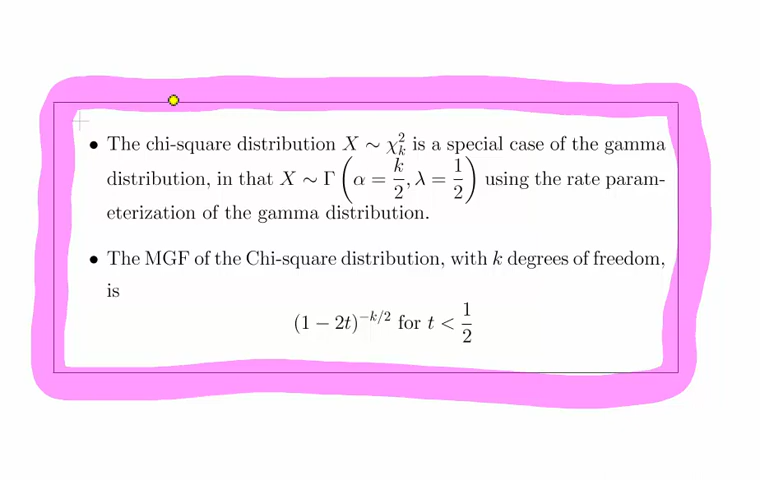 • The chi-square distribution X ∼ χ²ₖ is a special case of the gamma
distribution, in that X ∼ Γ(α = k/2, λ = 1/2) using the rate param-
eterization of the gamma distribution.
• The MGF of the Chi-square distribution, with k degrees of freedom,
is
(1 − 2t)^{−k/2} for t < 1/2